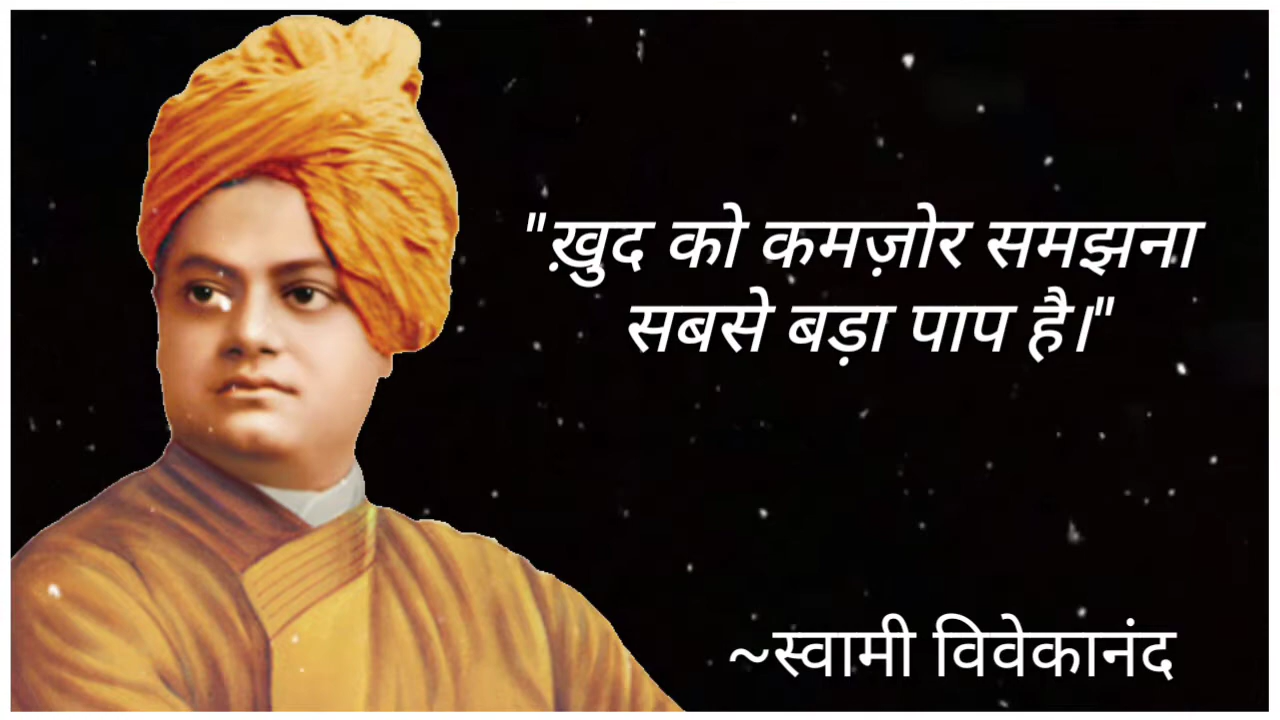 "ख़ुद को कमज़ोर समझना
सबसे बड़ा पाप है।"
~स्वामी विवेकानंद